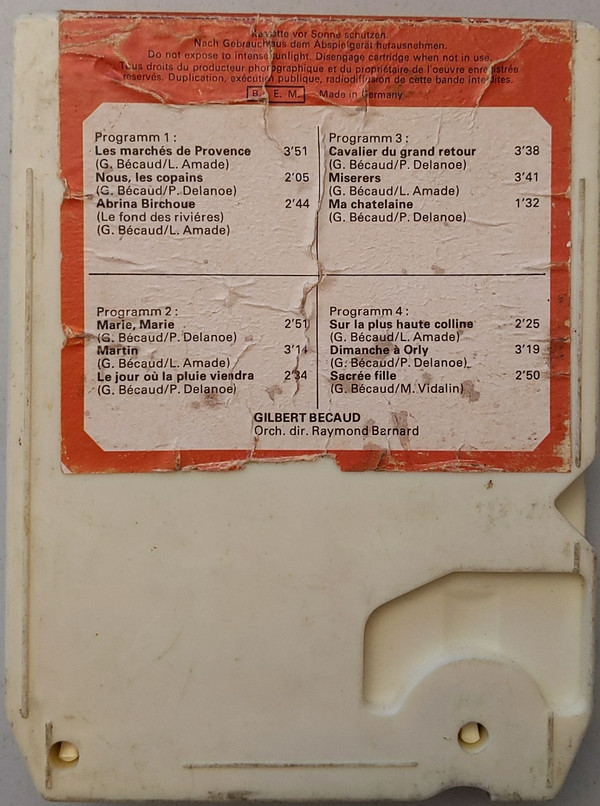 Kassette vor Sonne schützen.
Nach Gebrauch aus dem Abspielgerät herausnehmen.
Do not expose to intense sunlight. Disengage cartridge when not in use.
Tous droits du producteur phonographique et du propriétaire de l'oeuvre enregistrée
réservés. Duplication, exécution publique, radiodiffusion de cette bande interdites.
B. E. M. Made in Germany
Programm 1 :
Les marchés de Provence 3'51
(G. Bécaud/L. Amade)
Nous, les copains 2'05
(G. Bécaud/P. Delanoe)
Abrina Birchoue 2'44
(Le fond des riviéres)
(G. Bécaud/L. Amade)
Programm 3 :
Cavalier du grand retour 3'38
(G. Bécaud/P. Delanoe)
Miserers 3'41
(G. Bécaud/L. Amade)
Ma chatelaine 1'32
(G. Bécaud/P. Delanoe)
Programm 2 :
Marie, Marie 2'51
(G. Bécaud/P. Delanoe)
Martin 3'14
(G. Bécaud/L. Amade)
Le jour où la pluie viendra 2'34
(G. Bécaud/P. Delanoe)
Programm 4 :
Sur la plus haute colline 2'25
(G. Bécaud/L. Amade)
Dimanche à Orly 3'19
(G. Bécaud/P. Delanoe)
Sacrée fille 2'50
(G. Bécaud/M. Vidalin)
GILBERT BECAUD
Orch. dir. Raymond Barnard